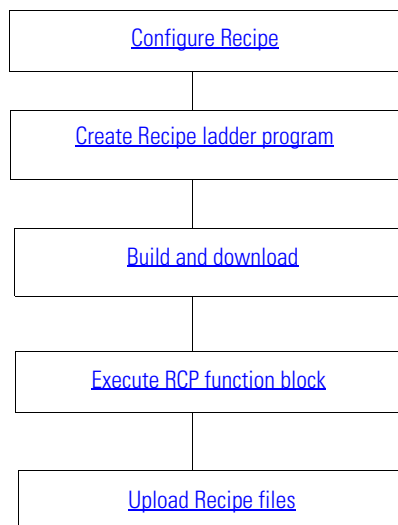 Configure Recipe
Create Recipe ladder program
Build and download
Execute RCP function block
Upload Recipe files